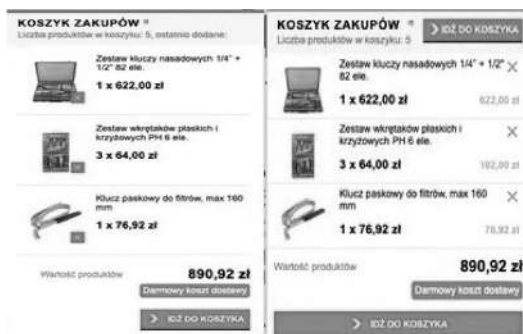 KOSZYK ZAKUPÓW
Liczba produktów w koszyku: 5, ostatnio dodane:
Zestaw kluczy nasadowych 1/4" +
1/2" 82 ele.
1 x 622,00 zł
Zestaw wkrętaków płaskich i
krzyżowych PH 6 ele.
3 x 64,00 zł
Klucz paskowy do filtrów, max 160
mm
1 x 76,92 zł
Wartość produktów 890,92 zł
Darmowy koszt dostawy
IDŹ DO KOSZYKA
KOSZYK ZAKUPÓW
Liczba produktów w koszyku: 5
IDŹ DO KOSZYKA
Zestaw kluczy nasadowych 1/4" + 1/2"
82 ele.
1 x 622,00 zł 622,00 zł
Zestaw wkrętaków płaskich i
krzyżowych PH 6 ele.
3 x 64,00 zł 192,00 zł
Klucz paskowy do filtrów, max 160
mm
1 x 76,92 zł 76,92 zł
Wartość produktów 890,92 zł
Darmowy koszt dostawy
IDŹ DO KOSZYKA